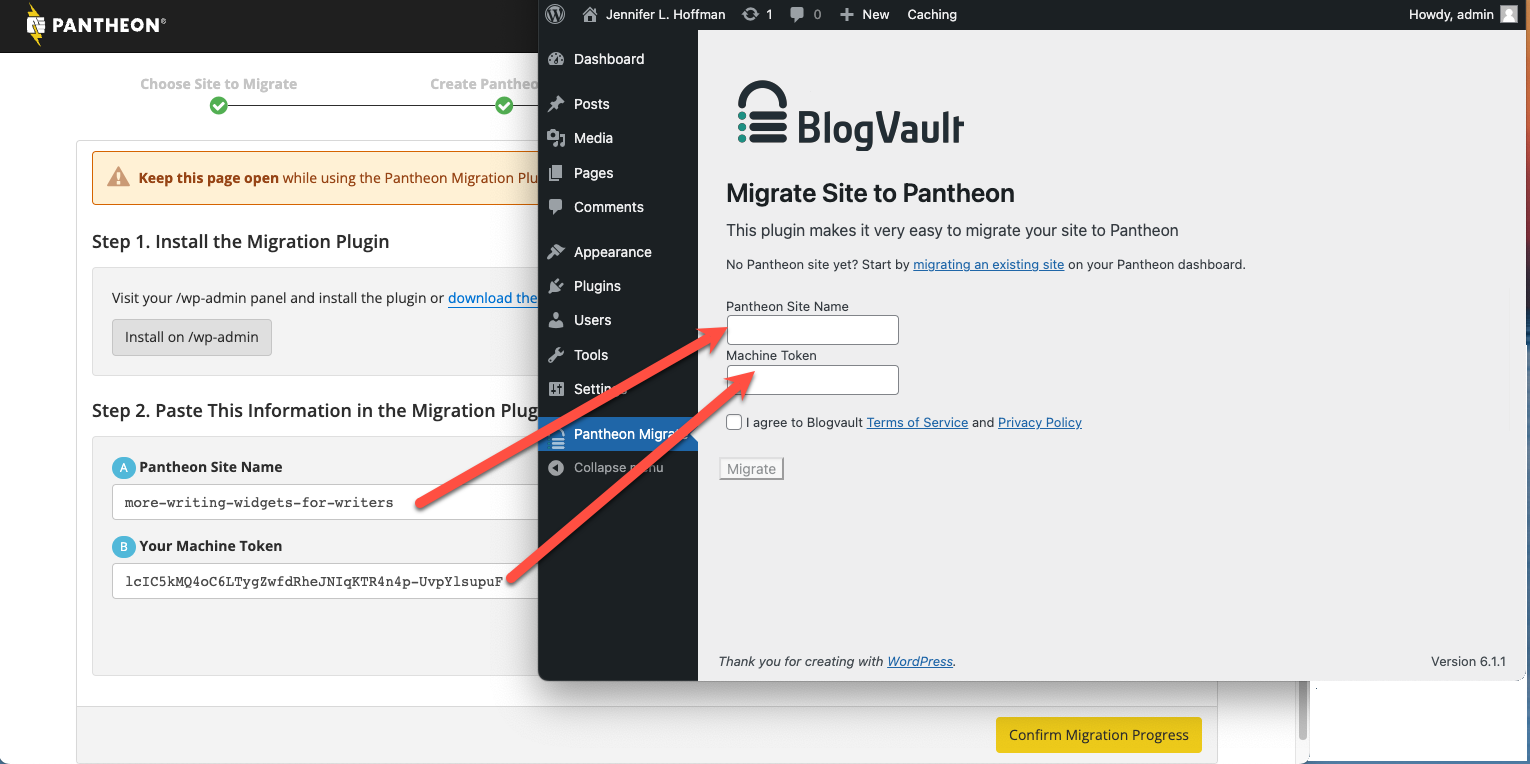 PANTHEON®
Choose Site to Migrate
Create Pantheo
Keep this page open while using the Pantheon Migration Plu
Step 1. Install the Migration Plugin
Visit your /wp-admin panel and install the plugin or download the
Install on /wp-admin
Step 2. Paste This Information in the Migration Plug
A Pantheon Site Name
more-writing-widgets-for-writers
B Your Machine Token
lcIC5kMQ4oC6LTygZwfdRheJNIqKTR4n4p-UvpYlsupuF
Confirm Migration Progress
Jennifer L. Hoffman 1 0 New Caching Howdy, admin
Dashboard
Posts
Media
Pages
Comments
Appearance
Plugins
Users
Tools
Settings
Pantheon Migrate
Collapse menu
BlogVault
Migrate Site to Pantheon
This plugin makes it very easy to migrate your site to Pantheon
No Pantheon site yet? Start by migrating an existing site on your Pantheon dashboard.
Pantheon Site Name
Machine Token
I agree to Blogvault Terms of Service and Privacy Policy
Migrate
Thank you for creating with WordPress.
Version 6.1.1